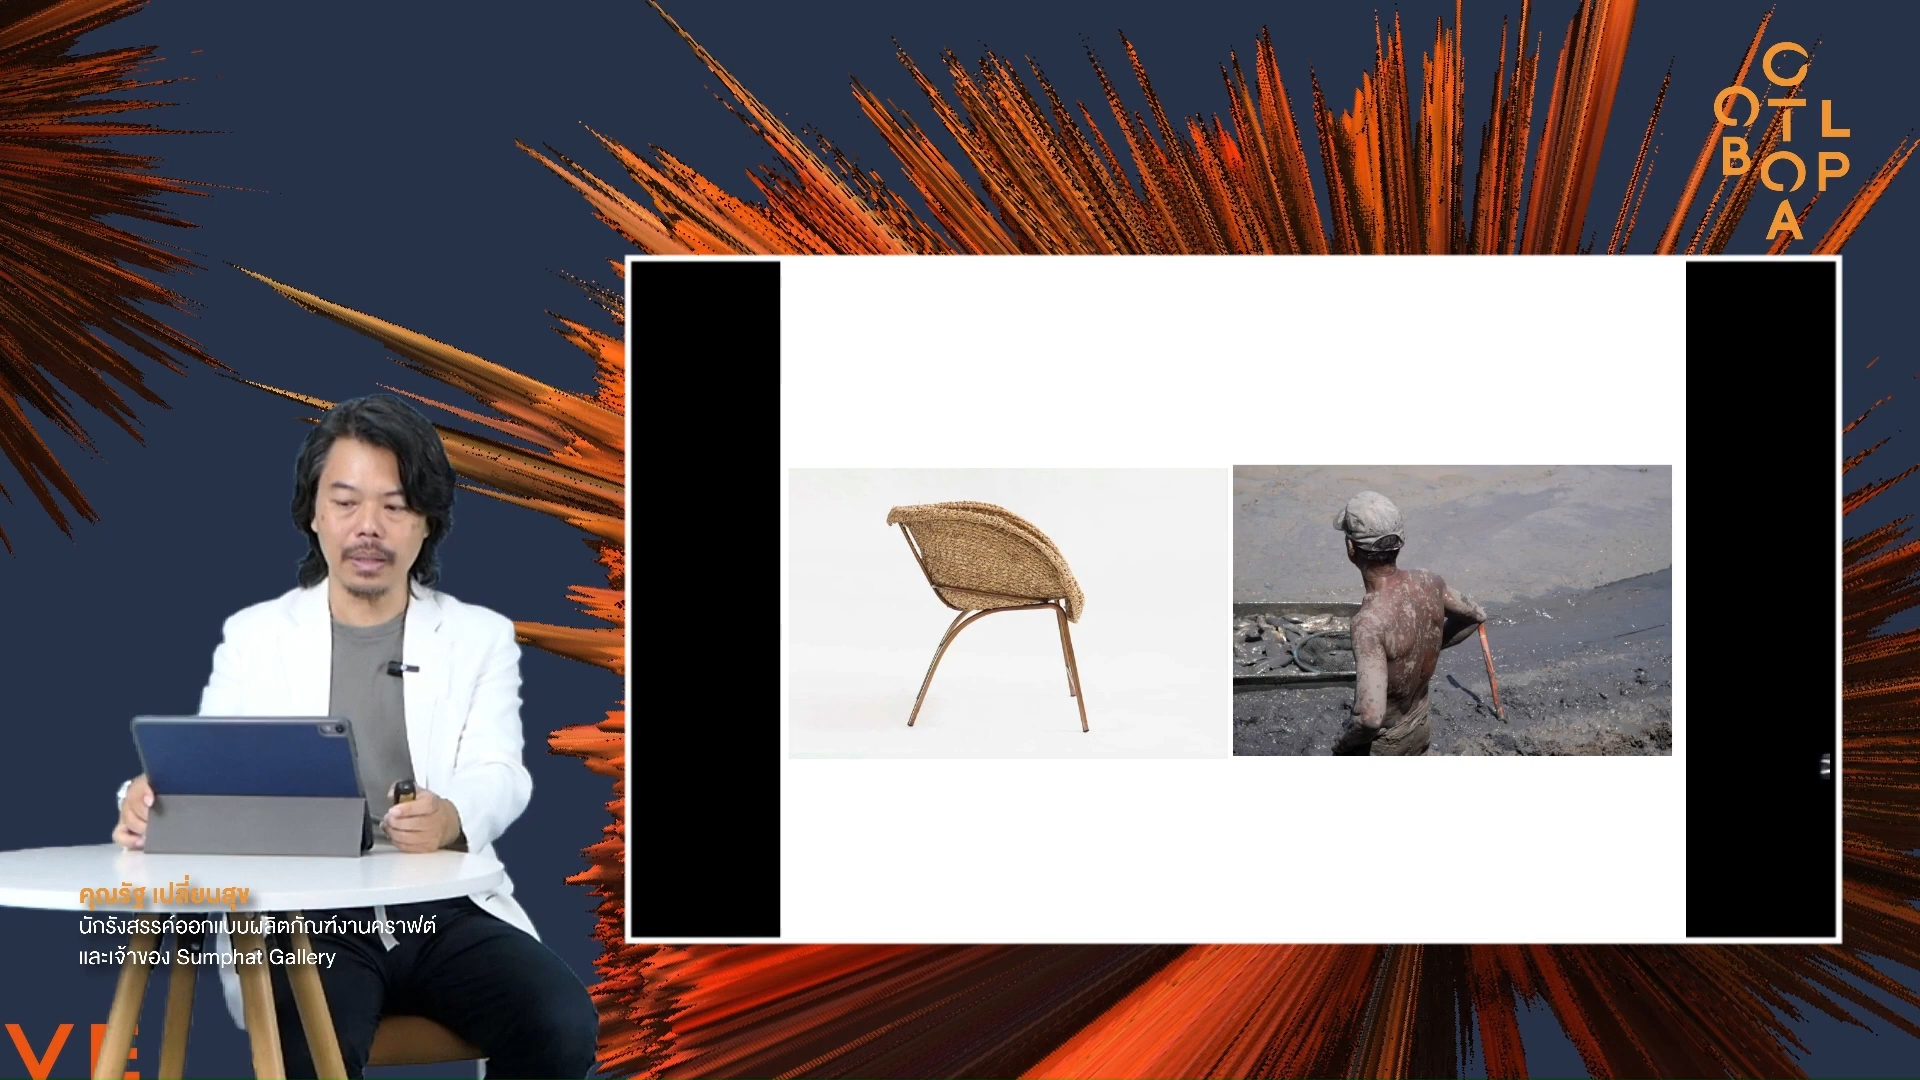 C
O T L
B O P
A
คุณรัฐ เปลี่ยนสุข
นักรังสรรค์ออกแบบผลิตภัณฑ์งานคราฟต์
และเจ้าของ Sumphat Gallery
VE